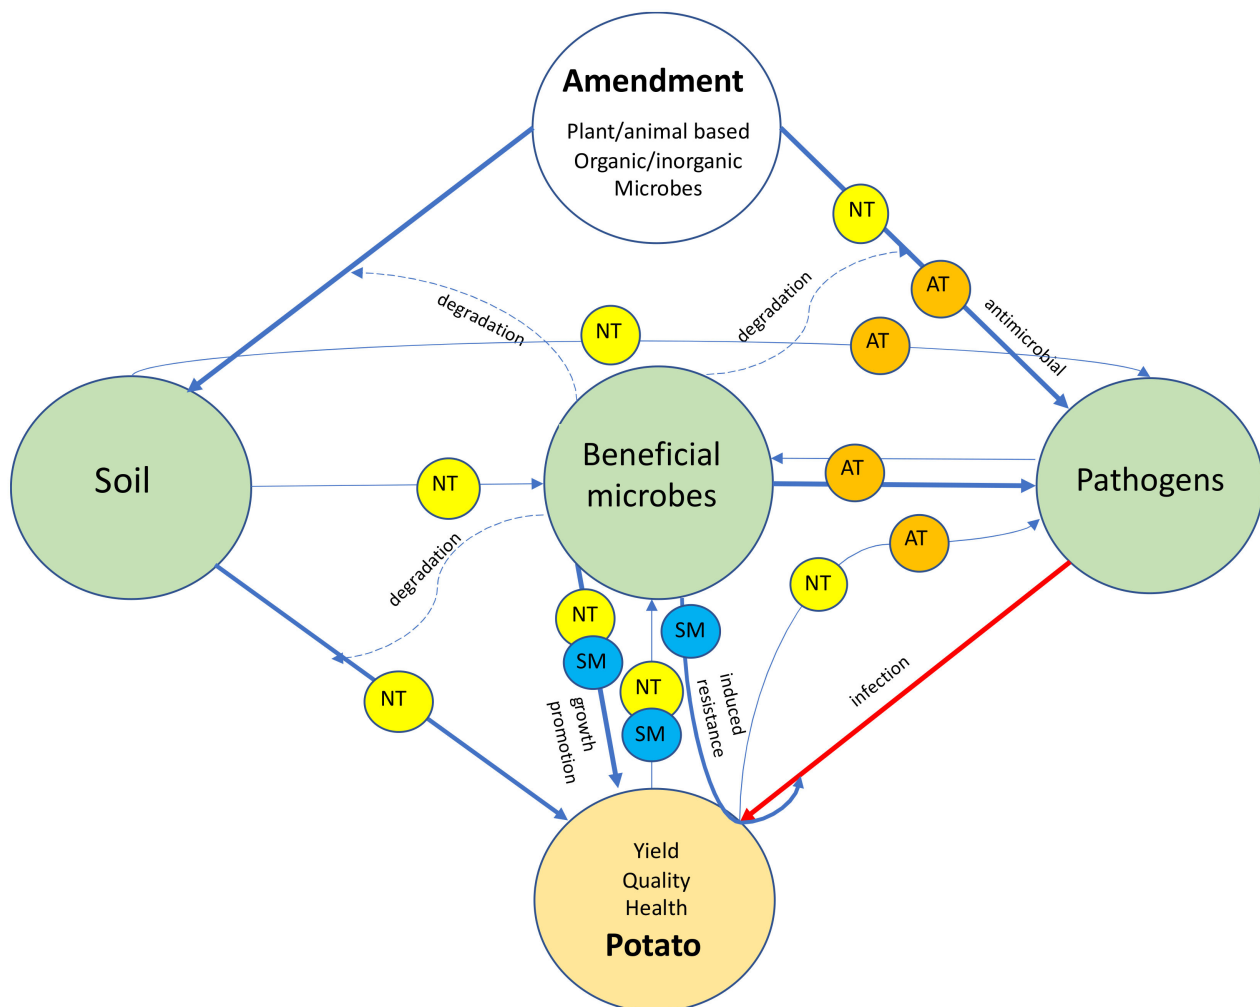 Amendment
Plant/animal based
Organic/inorganic
Microbes
NT
AT
antimicrobial
degradation
degradation
NT
AT
Soil
Beneficial
microbes
Pathogens
NT
AT
degradation
AT
NT
NT
SM
SM
NT
SM
NT
growth
promotion
induced
resistance
infection
Yield
Quality
Health
Potato